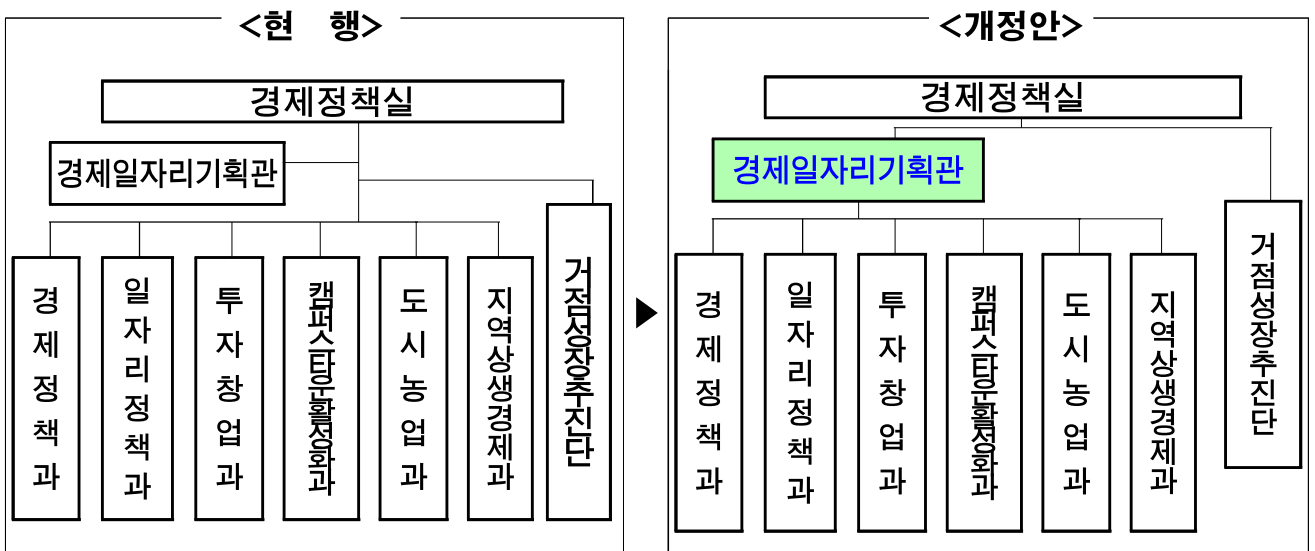 <현 행>
경제정책실
경제일자리기획관
경제정책과
일자리정책과
투자창업과
캠퍼스타운활성화과
도시농업과
지역상생경제과
거점성장추진단
▶
<개정안>
경제정책실
경제일자리기획관
경제정책과
일자리정책과
투자창업과
캠퍼스타운활성화과
도시농업과
지역상생경제과
거점성장추진단